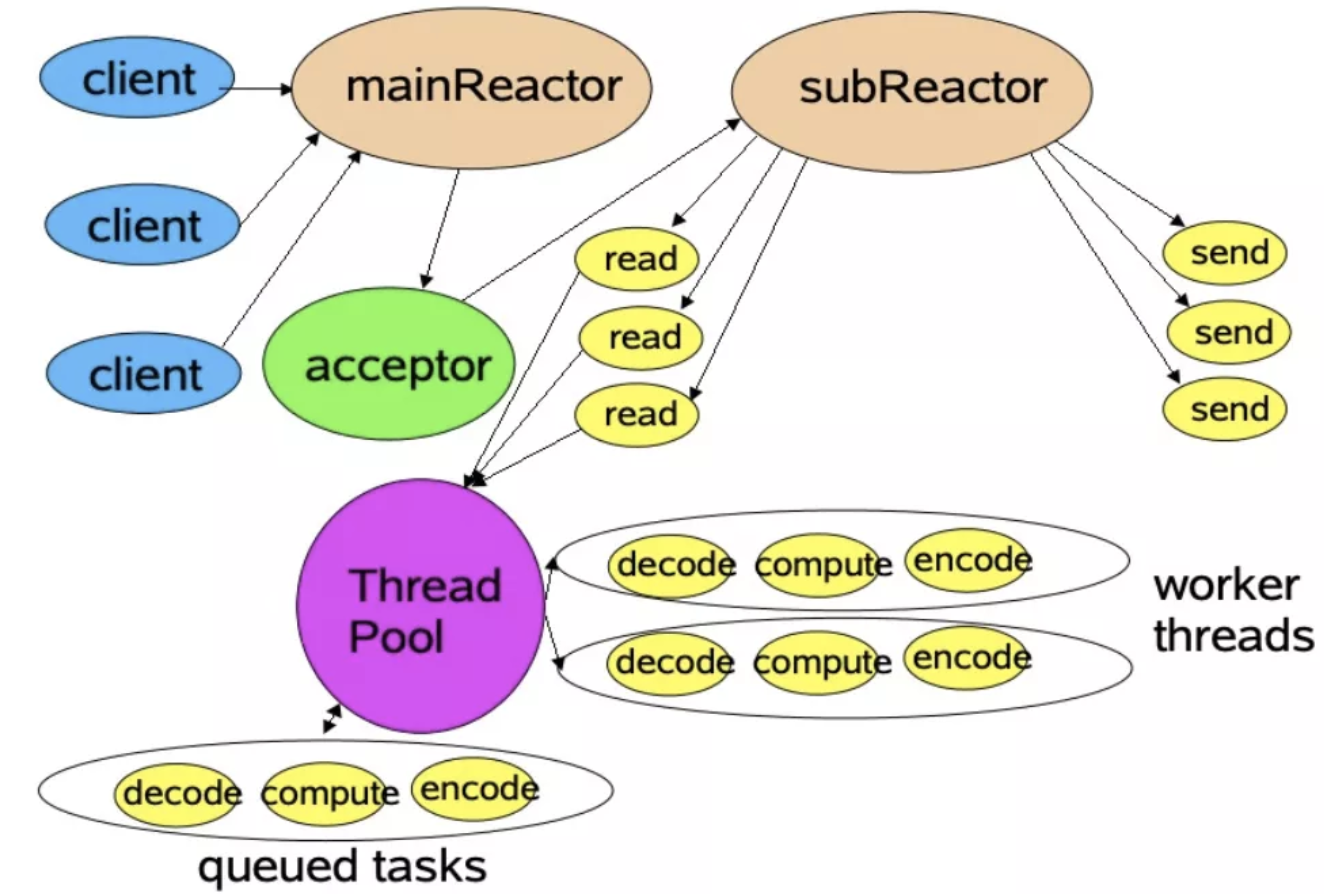 client
mainReactor
subReactor
client
read
send
read
send
client
acceptor
read
send
Thread
Pool
decode compute encode
worker
threads
decode compute encode
decode compute encode
queued tasks